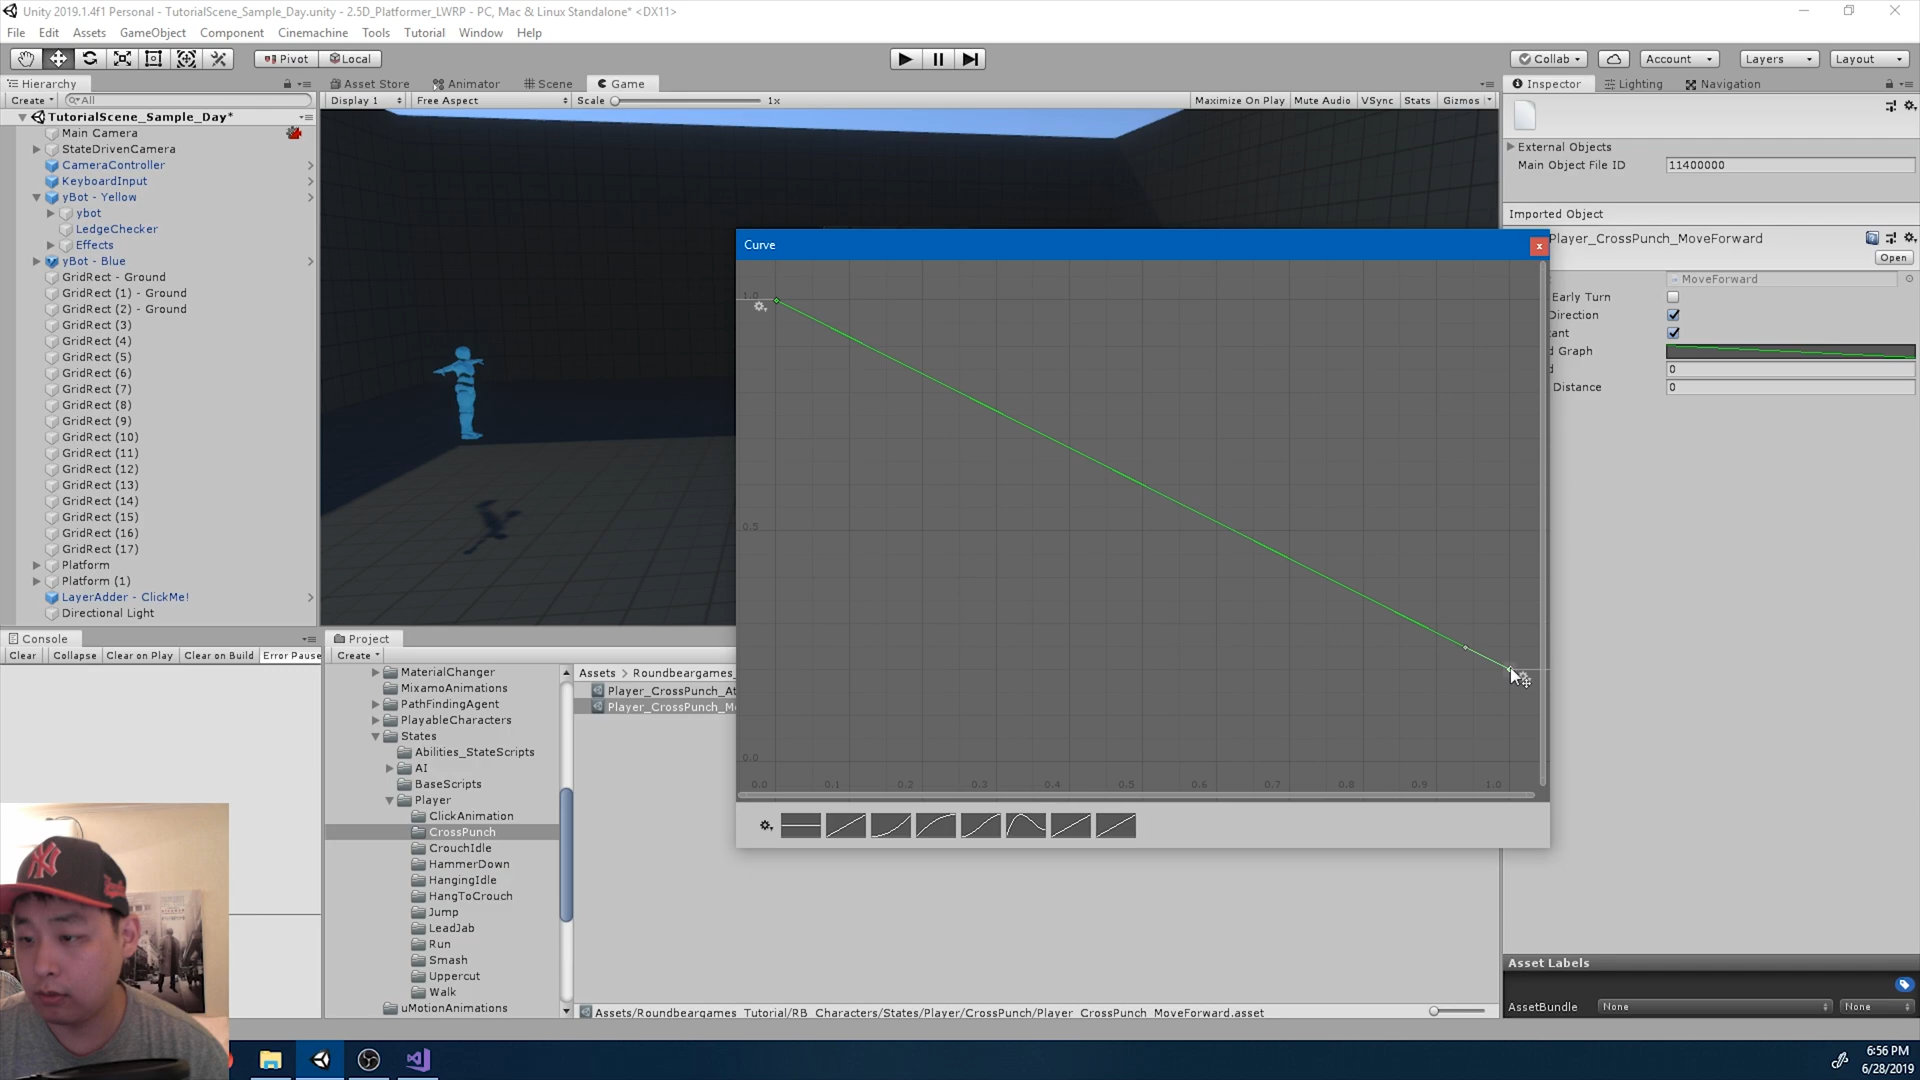 Unity 2019.1.4f1 Personal - TutorialScene_Sample_Day.unity - 2.5D_Platformer_LWRP - PC, Mac & Linux Standalone* <DX11>
File Edit Assets GameObject Component Cinemachine Tools Tutorial Window Help
Pivot Local Collab Account Layers Layout
Hierarchy Asset Store Animator Scene Game Inspector Lighting Navigation
Create All Display 1 Free Aspect Scale 1x Maximize On Play Mute Audio VSync Stats Gizmos
TutorialScene_Sample_Day*
Main Camera
StateDrivenCamera
CameraController
KeyboardInput
yBot - Yellow
ybot
LedgeChecker
Effects
yBot - Blue
GridRect - Ground
GridRect (1) - Ground
GridRect (2) - Ground
GridRect (3)
GridRect (4)
GridRect (5)
GridRect (6)
GridRect (7)
GridRect (8)
GridRect (9)
GridRect (10)
GridRect (11)
GridRect (12)
GridRect (13)
GridRect (14)
GridRect (15)
GridRect (16)
GridRect (17)
Platform
Platform (1)
LayerAdder - ClickMe!
Directional Light
External Objects
Main Object File ID 11400000
Imported Object
Player_CrossPunch_MoveForward
Open
MoveForward
Early Turn
Direction
ant
d Graph
d 0
Distance 0
Curve
x
1.0
0.5
0.0
0.0 0.1 0.2 0.3 0.4 0.5 0.6 0.7 0.8 0.9 1.0
Console
Clear Collapse Clear on Play Clear on Build Error Pause
Project
Create
MaterialChanger
MixamoAnimations
PathFindingAgent
PlayableCharacters
States
Abilities_StateScripts
AI
BaseScripts
Player
ClickAnimation
CrossPunch
CrouchIdle
HammerDown
HangingIdle
HangToCrouch
Jump
LeadJab
Run
Smash
Uppercut
Walk
uMotionAnimations
Assets > Roundbeargames_
Player_CrossPunch_At
Player_CrossPunch_M
Assets/Roundbeargames_Tutorial/RB_Characters/States/Player/CrossPunch/Player_CrossPunch_MoveForward.asset
Asset Labels
AssetBundle None None
6:56 PM
6/28/2019